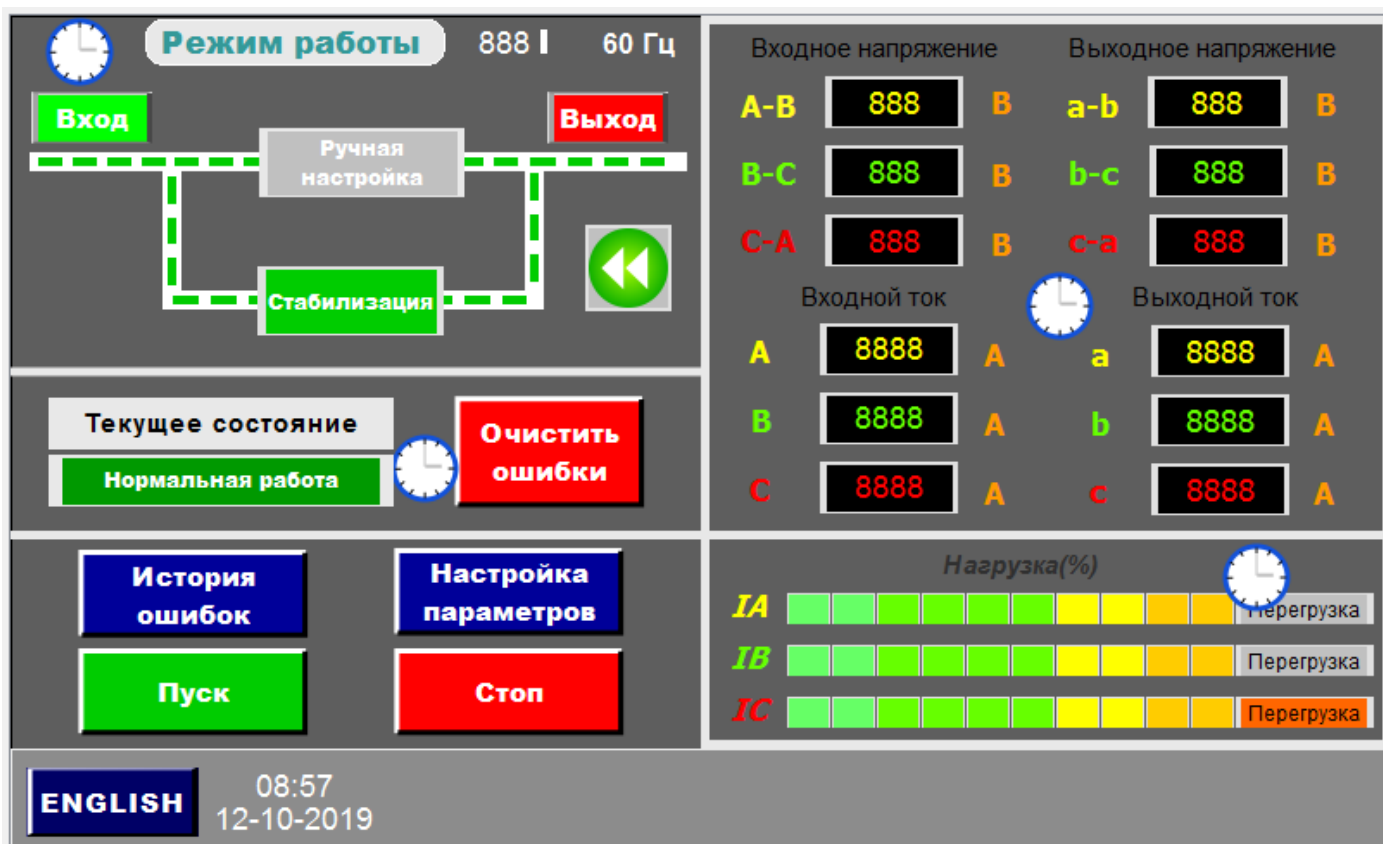 Режим работы 888 60 Гц
Вход
Выход
Ручная
настройка
Стабилизация
Текущее состояние
Нормальная работа
Очистить
ошибки
История
ошибок
Настройка
параметров
Пуск
Стоп
Входное напряжение Выходное напряжение
A-B 888 В a-b 888 В
B-C 888 В b-c 888 В
C-A 888 В c-a 888 В
Входной ток Выходной ток
A 8888 А a 8888 А
B 8888 А b 8888 А
C 8888 А c 8888 А
Нагрузка(%)
IA Перегрузка
IB Перегрузка
IC Перегрузка
ENGLISH
08:57
12-10-2019